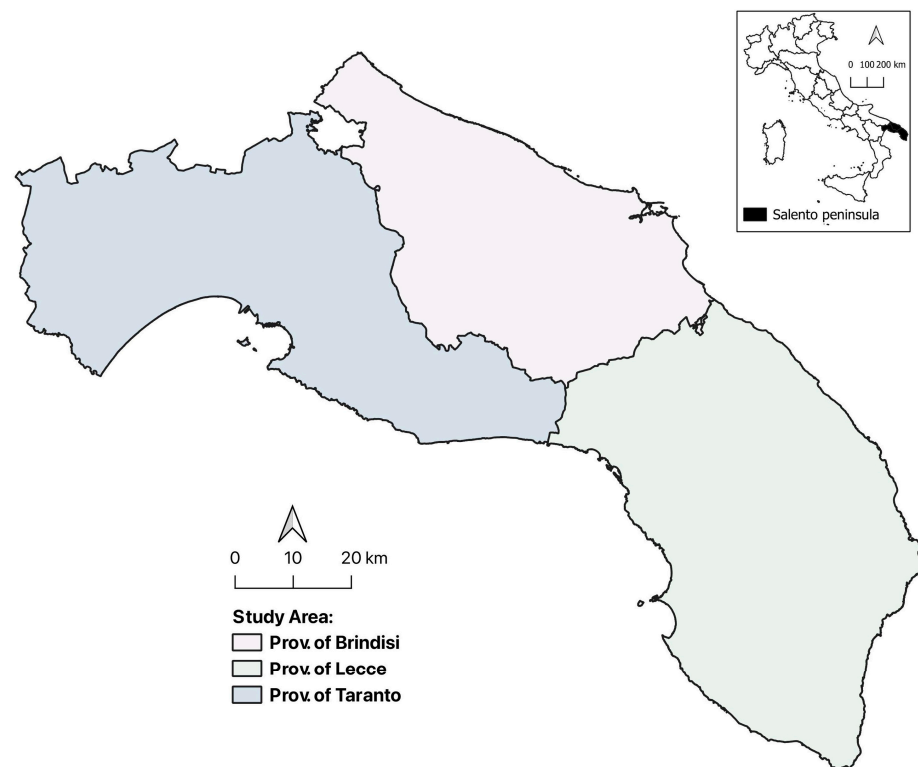 0 100 200 km
Salento peninsula
0 10 20 km
Study Area:
Prov. of Brindisi
Prov. of Lecce
Prov. of Taranto